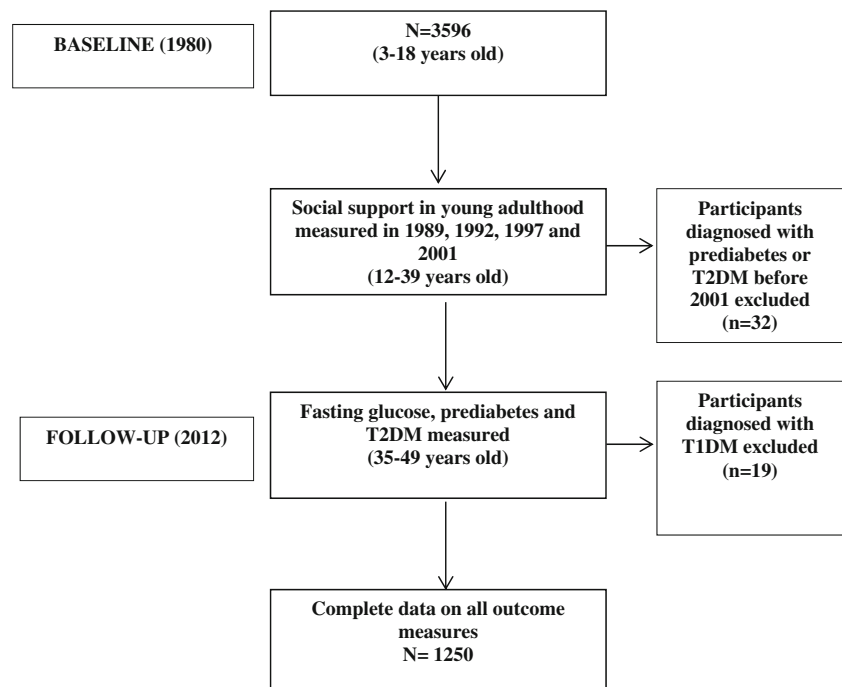 BASELINE (1980)
N=3596
(3-18 years old)
Social support in young adulthood
measured in 1989, 1992, 1997 and
2001
(12-39 years old)
Participants
diagnosed with
prediabetes or
T2DM before
2001 excluded
(n=32)
FOLLOW-UP (2012)
Fasting glucose, prediabetes and
T2DM measured
(35-49 years old)
Participants
diagnosed with
T1DM excluded
(n=19)
Complete data on all outcome
measures
N= 1250